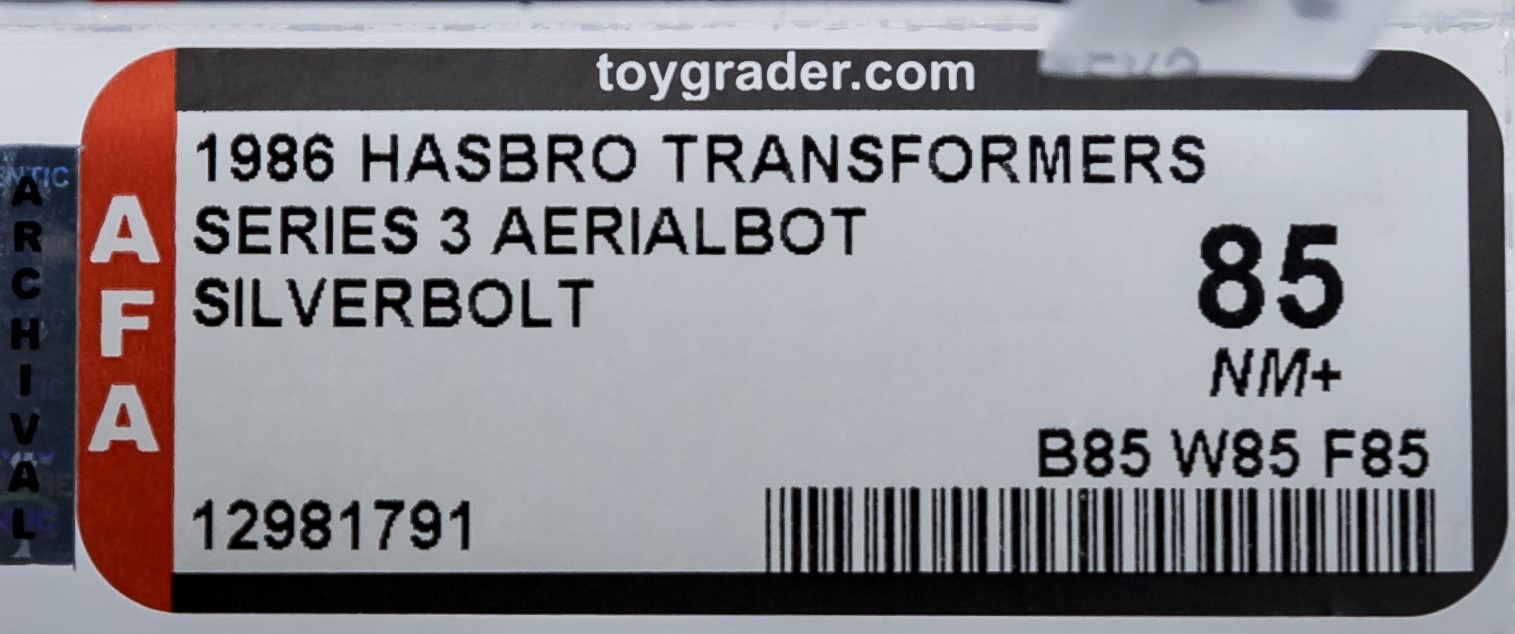 toygrader.com
1986 HASBRO TRANSFORMERS
SERIES 3 AERIALBOT
SILVERBOLT
85
NM+
B85 W85 F85
12981791
AFA
ARCHIVAL